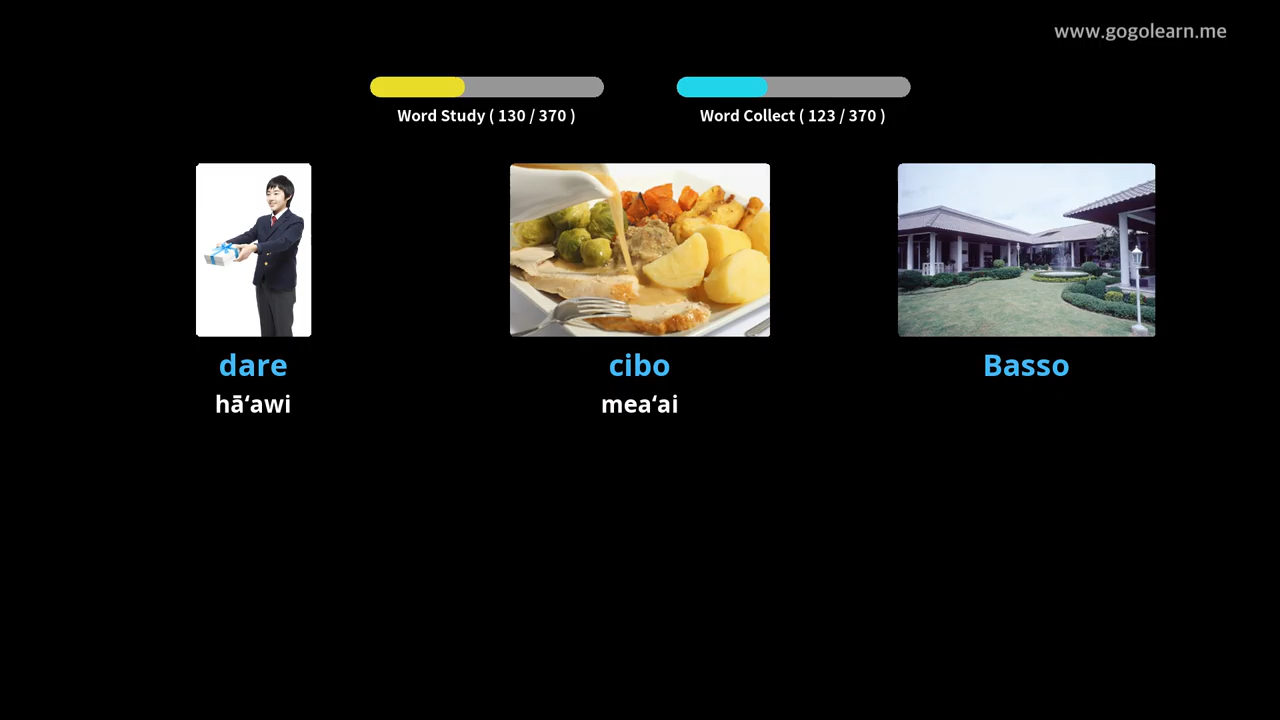 www.gogolearn.me
Word Study ( 130 / 370 )
Word Collect ( 123 / 370 )
dare
cibo
Basso
hāʻawi
meaʻai